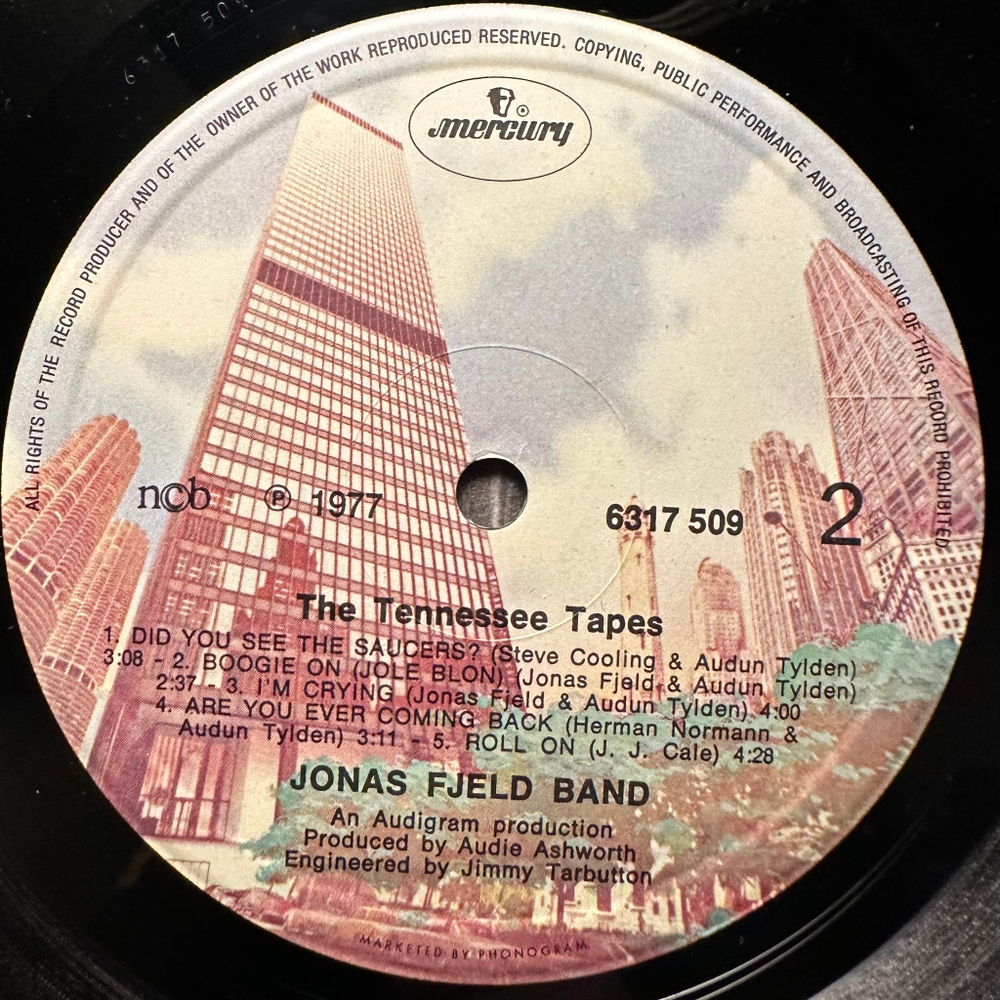 6317 509
ALL RIGHTS OF THE RECORD PRODUCER AND OF THE OWNER OF THE WORK REPRODUCED RESERVED. COPYING, PUBLIC PERFORMANCE AND BROADCASTING OF THIS RECORD PROHIBITED
mercury
ncb ℗ 1977
6317 509 2
The Tennessee Tapes
1. DID YOU SEE THE SAUCERS? (Steve Cooling & Audun Tylden)
3:08 - 2. BOOGIE ON (JOLE BLON) (Jonas Fjeld & Audun Tylden)
2:37 - 3. I'M CRYING (Jonas Fjeld & Audun Tylden) 4:00
4. ARE YOU EVER COMING BACK (Herman Normann &
Audun Tylden) 3:11 - 5. ROLL ON (J. J. Cale) 4:28
JONAS FJELD BAND
An Audigram production
Produced by Audie Ashworth
Engineered by Jimmy Tarbutton
MARKETED BY PHONOGRAM